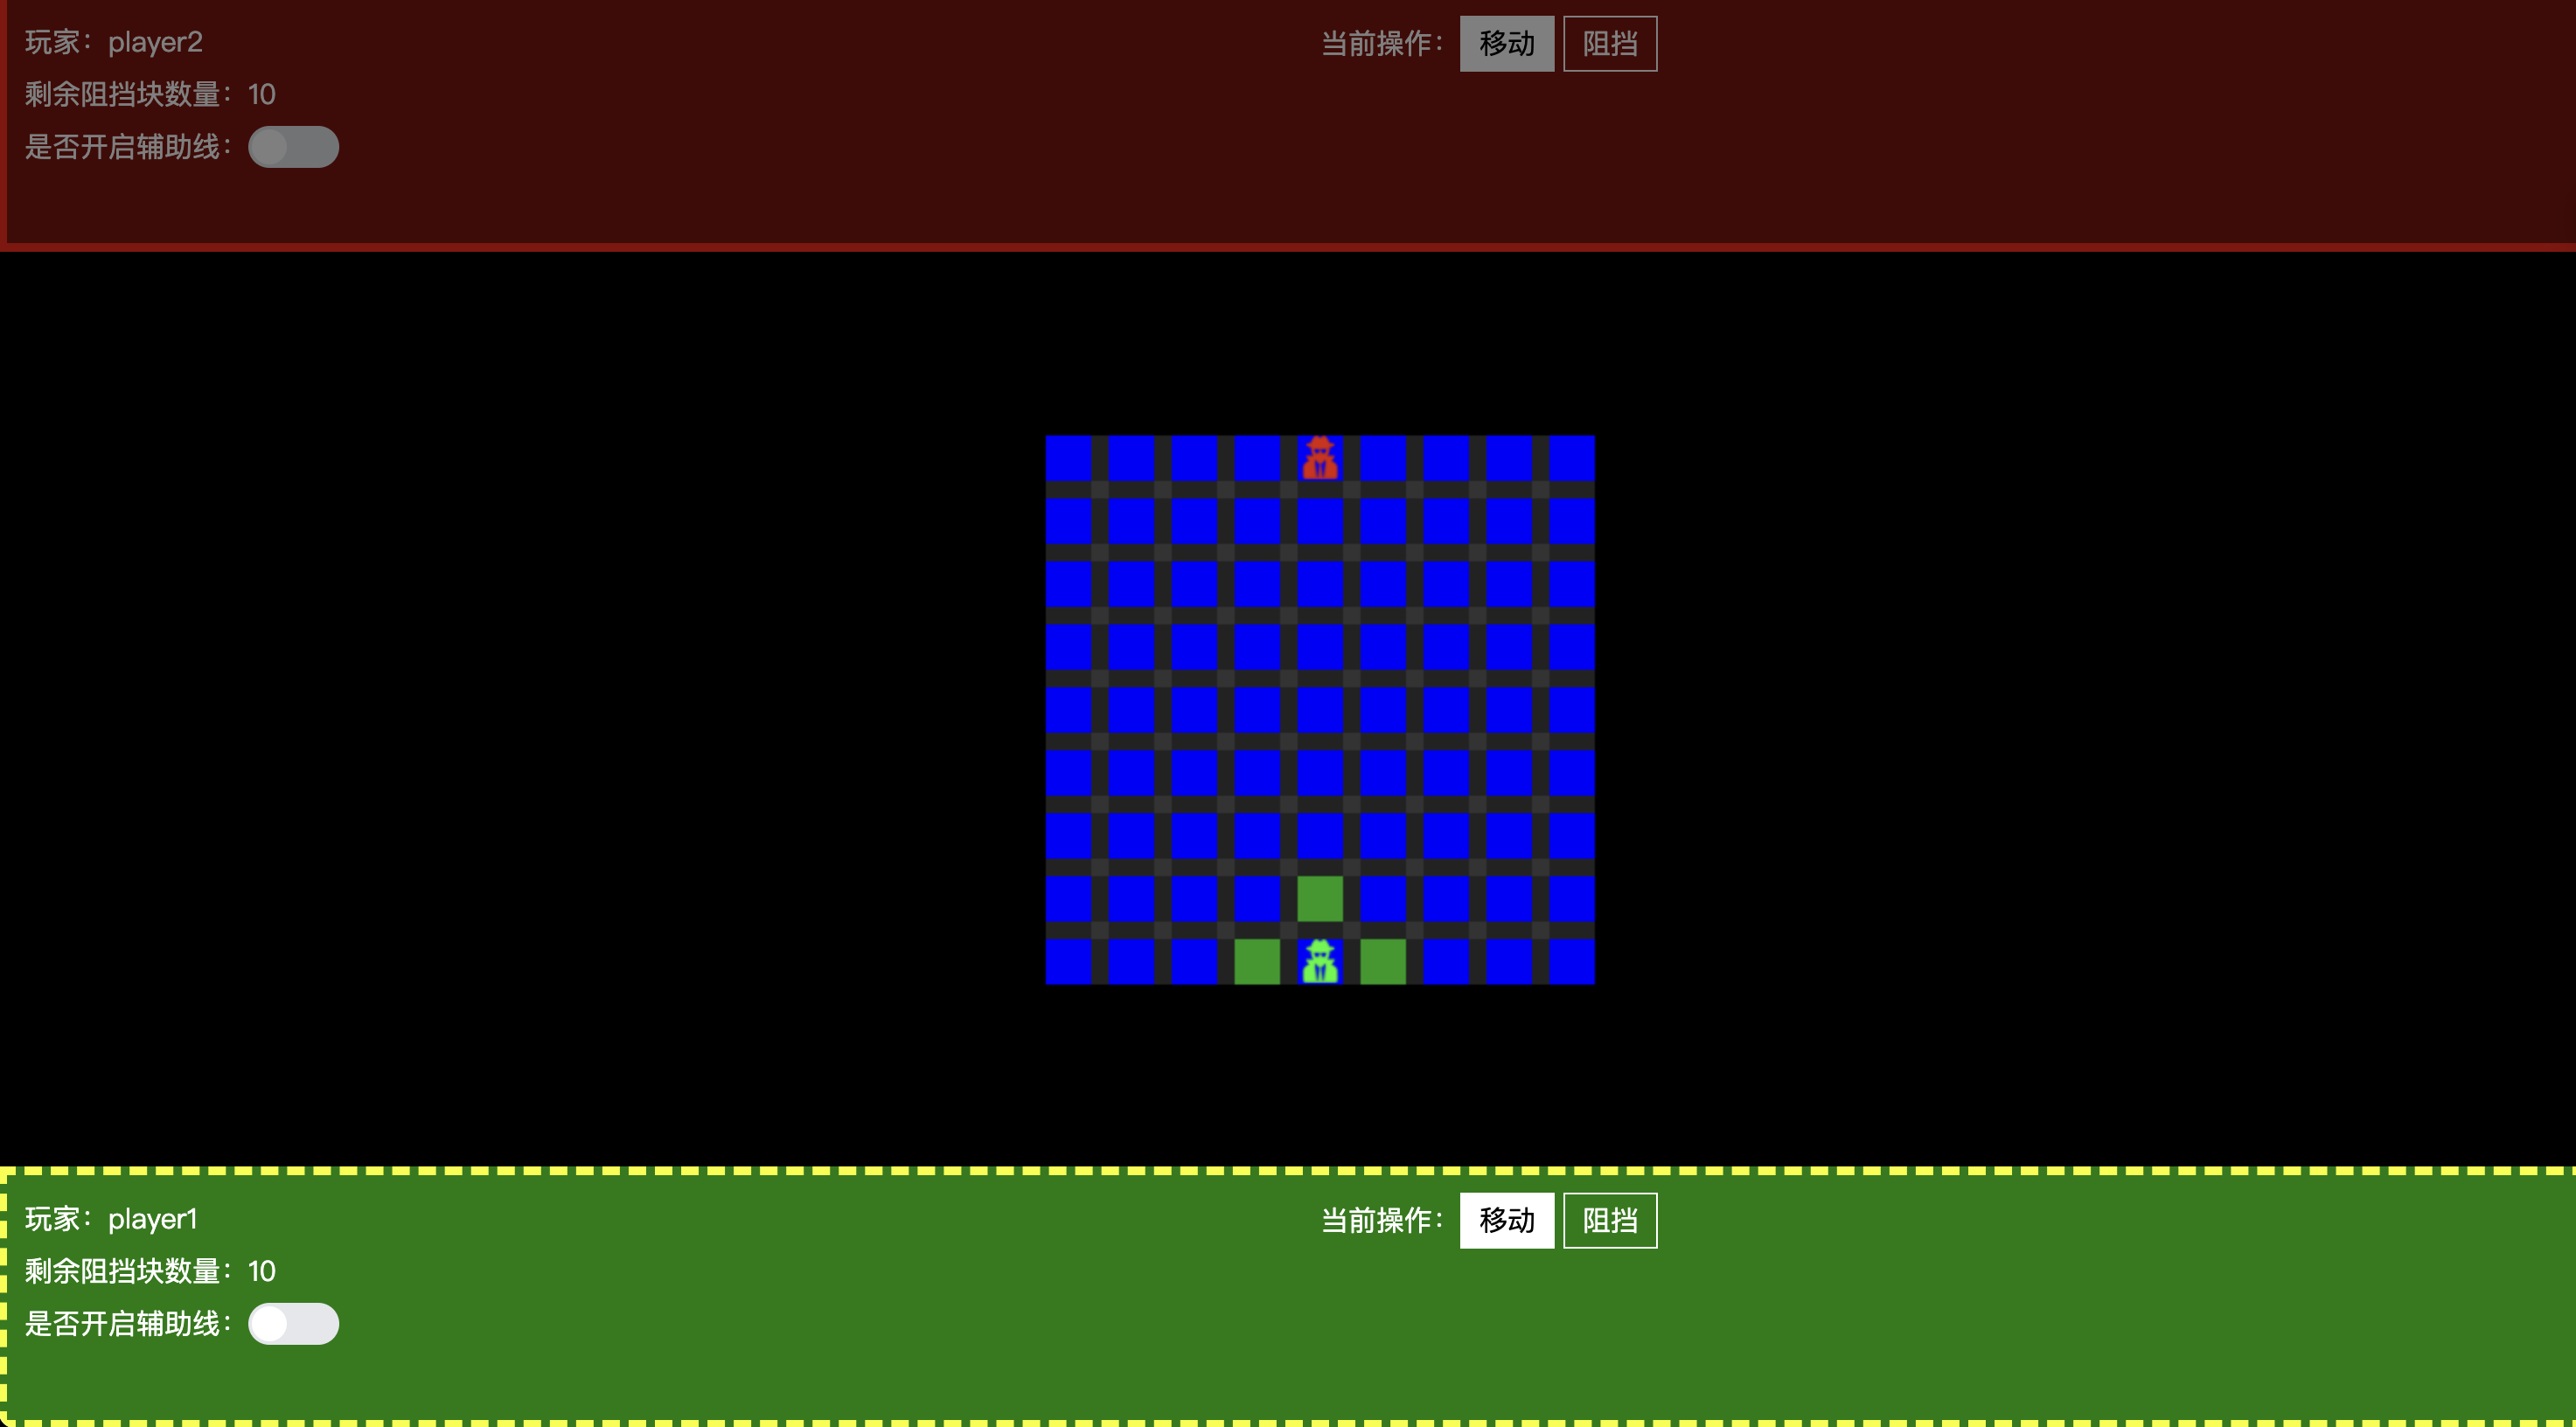 玩家：player2
当前操作： 移动 阻挡
剩余阻挡块数量：10
是否开启辅助线：
玩家：player1
当前操作： 移动 阻挡
剩余阻挡块数量：10
是否开启辅助线：